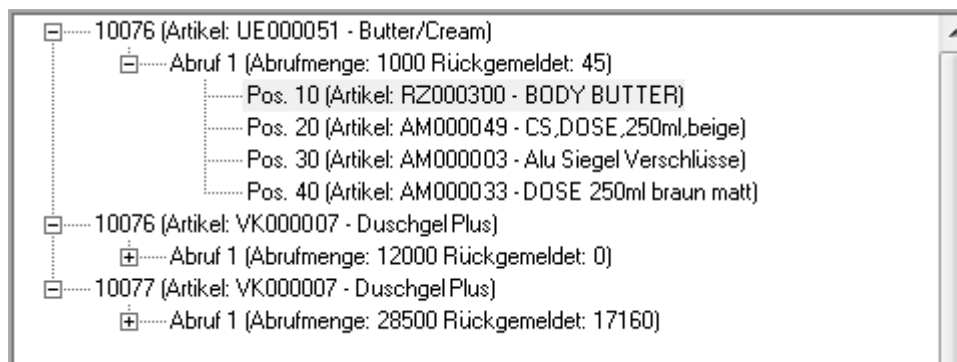 10076 (Artikel: UE000051 - Butter/Cream)
Abruf 1 (Abrufmenge: 1000 Rückgemeldet: 45)
Pos. 10 (Artikel: RZ000300 - BODY BUTTER)
Pos. 20 (Artikel: AM000049 - CS,DOSE,250ml,beige)
Pos. 30 (Artikel: AM000003 - Alu Siegel Verschlüsse)
Pos. 40 (Artikel: AM000033 - DOSE 250ml braun matt)
10076 (Artikel: VK000007 - Duschgel Plus)
Abruf 1 (Abrufmenge: 12000 Rückgemeldet: 0)
10077 (Artikel: VK000007 - Duschgel Plus)
Abruf 1 (Abrufmenge: 28500 Rückgemeldet: 17160)